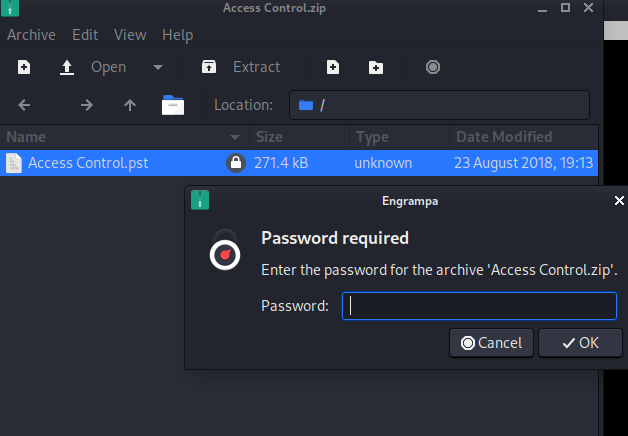 Access Control.zip
Archive Edit View Help
Open Extract
Location: /
Name Size Type Date Modified
Access Control.pst 271.4 kB unknown 23 August 2018, 19:13
Engrampa
Password required
Enter the password for the archive 'Access Control.zip'.
Password:
Cancel OK